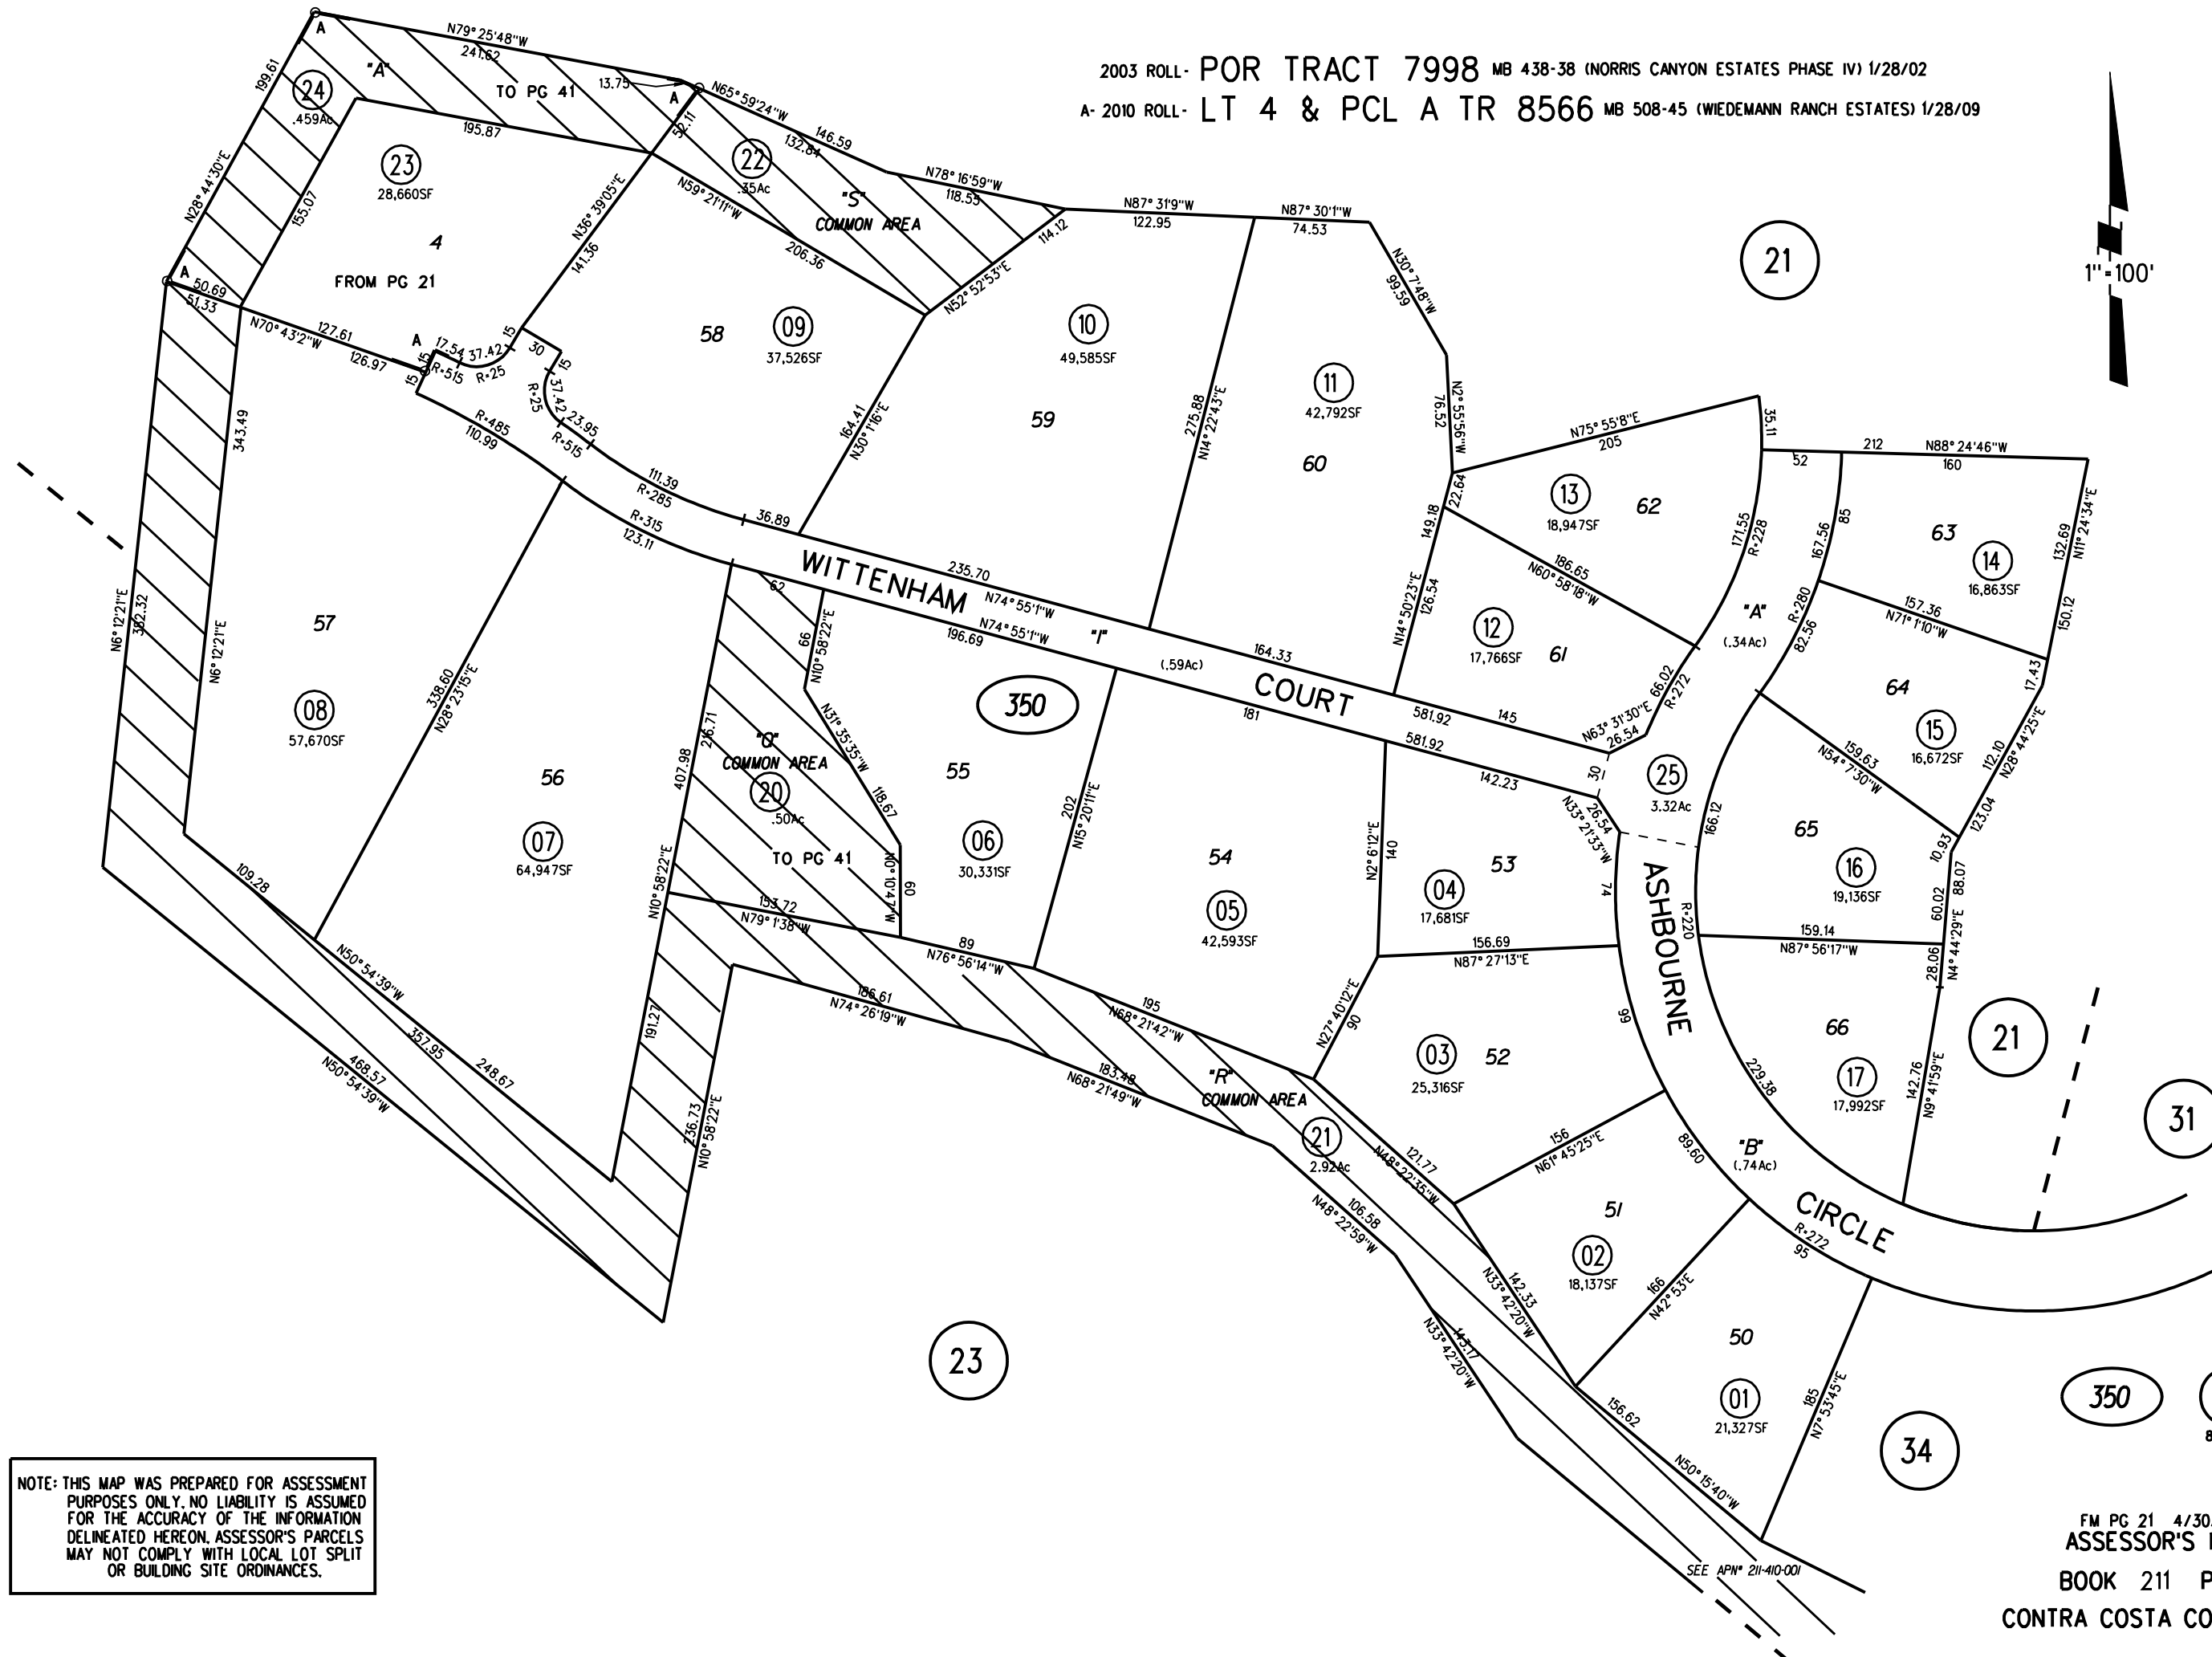 2003 ROLL- POR TRACT 7998 MB 438-38 (NORRIS CANYON ESTATES PHASE IV) 1/28/02
A- 2010 ROLL- LT 4 & PCL A TR 8566 MB 508-45 (WIEDEMANN RANCH ESTATES) 1/28/09
1"=100'
21
A
N79°25'48"W
241.62
"A"
TO PG 41
13.75
A
199.61
24
.459Ac
195.87
N28°44'30"E
155.07
23
28,660SF
4
FROM PG 21
N36°39'05"E
141.36
52.11
N65°59'24"W
146.59
132.84
22
.35Ac
"S"
COMMON AREA
N59°21'11"W
206.36
N78°16'59"W
118.55
114.12
N52°52'53"E
N87°31'9"W
122.95
N87°30'1"W
74.53
N30°7'48"W
99.59
N2°55'56"W
76.52
A
50.69
51.33
N70°43'2"W
127.61
126.97
A
15
15
17.54
R=515
37.42
R=25
15
30
15
37.42
R=25
23.95
R=515
R=485
110.99
111.39
R=285
R=315
123.11
36.89
58
09
37,526SF
164.41
N30°1'16"E
10
49,585SF
59
275.88
N14°22'43"E
11
42,792SF
60
N75°55'8"E
205
35.11
22.64
149.18
126.54
N14°50'23"E
13
18,947SF
62
186.65
N60°58'18"W
171.55
R=228
52
212
N88°24'46"W
160
85
167.56
R=280
82.56
63
14
16,863SF
132.69
N11°24'34"E
150.12
17.43
157.36
N71°1'10"W
"A"
(.34Ac)
12
17,766SF
61
66.02
R=272
N63°31'30"E
26.54
64
15
16,672SF
112.10
N28°44'25"E
123.04
10.93
159.63
N54°7'30"W
343.49
N6°12'21"E
382.32
N6°12'21"E
57
08
57,670SF
338.60
N28°23'15"E
56
07
64,947SF
WITTENHAM COURT
62
66
N10°58'22"E
235.70
N74°55'1"W
N74°55'1"W
196.69
"I"
(.59Ac)
164.33
581.92
145
181
581.92
142.23
30
350
216.71
407.98
N10°58'22"E
"Q"
COMMON AREA
20
.50Ac
TO PG 41
N31°35'35"W
118.67
N0°10'47"W
60
55
06
30,331SF
202
N15°20'11"E
54
05
42,593SF
N2°6'12"E
140
53
04
17,681SF
26.54
N33°21'33"W
74
25
3.32Ac
166.12
R=220
65
16
19,136SF
60.02
88.07
28.06
N4°44'29"E
159.14
N87°56'17"W
ASHBOURNE CIRCLE
109.28
N50°54'39"W
357.95
248.67
468.57
N50°54'39"W
191.27
236.73
N10°58'22"E
153.72
N79°1'38"W
89
N76°56'14"W
186.61
N74°26'19"W
195
N68°21'42"W
183.48
N68°21'49"W
"R"
COMMON AREA
21
2.92Ac
N27°40'12"E
90
156.69
N87°27'13"E
03
25,316SF
52
99
66
17
17,992SF
229.38
142.76
N9°41'59"E
21
31
121.77
N48°22'35"W
106.58
N48°22'59"W
156
N61°45'25"E
89.60
"B"
(.74Ac)
51
02
18,137SF
166
N42°53'E
R=272
95
142.33
N33°42'20"W
143.17
N33°42'20"W
50
01
21,327SF
185
N7°53'45"E
156.62
N50°15'40"W
23
34
350
SEE APN# 211-410-001
NOTE: THIS MAP WAS PREPARED FOR ASSESSMENT
PURPOSES ONLY. NO LIABILITY IS ASSUMED
FOR THE ACCURACY OF THE INFORMATION
DELINEATED HEREON. ASSESSOR'S PARCELS
MAY NOT COMPLY WITH LOCAL LOT SPLIT
OR BUILDING SITE ORDINANCES.
FM PG 21 4/30
ASSESSOR'S
BOOK 211 P
CONTRA COSTA CO